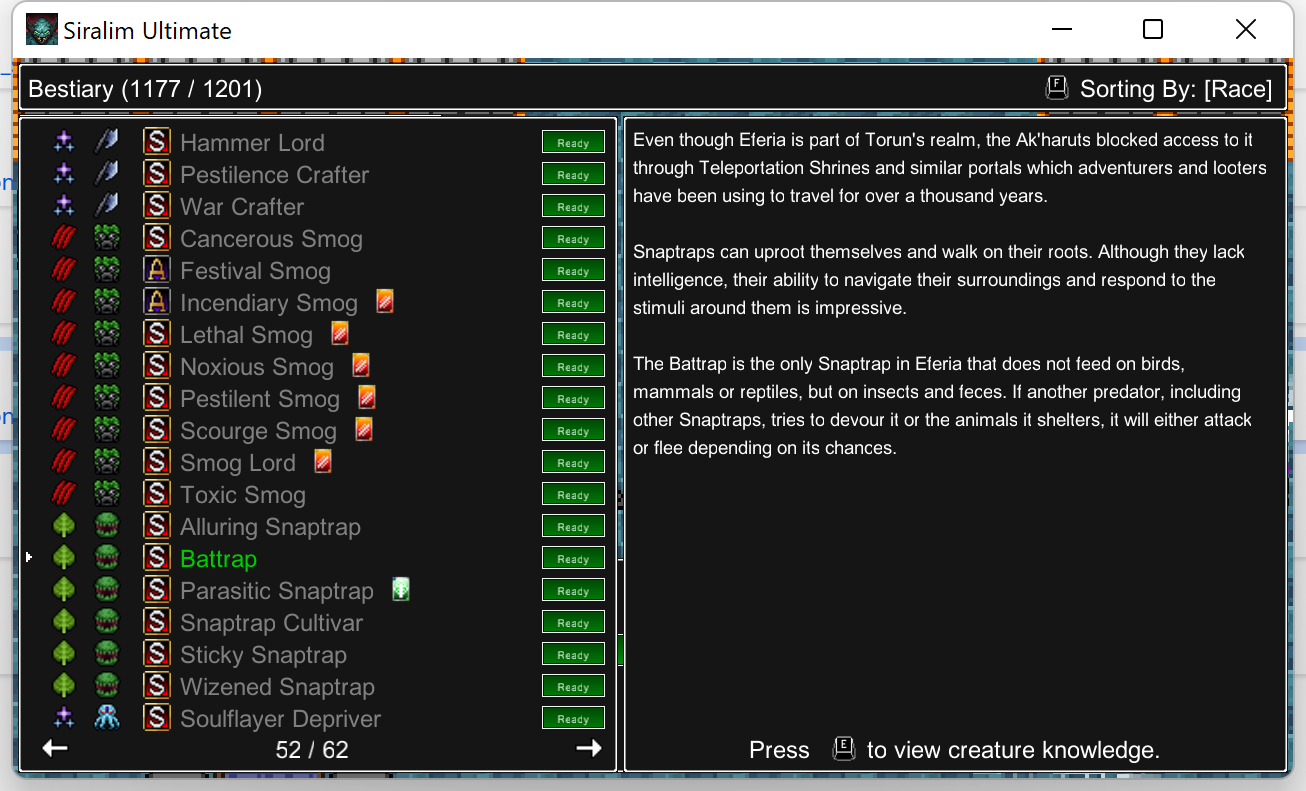 Siralim Ultimate
Bestiary (1177 / 1201)
F Sorting By: [Race]
S Hammer Lord Ready
S Pestilence Crafter Ready
S War Crafter Ready
S Cancerous Smog Ready
A Festival Smog Ready
A Incendiary Smog Ready
S Lethal Smog Ready
S Noxious Smog Ready
S Pestilent Smog Ready
S Scourge Smog Ready
S Smog Lord Ready
S Toxic Smog Ready
S Alluring Snaptrap Ready
S Battrap Ready
S Parasitic Snaptrap Ready
S Snaptrap Cultivar Ready
S Sticky Snaptrap Ready
S Wizened Snaptrap Ready
S Soulflayer Depriver Ready
52 / 62
Even though Eferia is part of Torun's realm, the Ak'haruts blocked access to it
through Teleportation Shrines and similar portals which adventurers and looters
have been using to travel for over a thousand years.
Snaptraps can uproot themselves and walk on their roots. Although they lack
intelligence, their ability to navigate their surroundings and respond to the
stimuli around them is impressive.
The Battrap is the only Snaptrap in Eferia that does not feed on birds,
mammals or reptiles, but on insects and feces. If another predator, including
other Snaptraps, tries to devour it or the animals it shelters, it will either attack
or flee depending on its chances.
Press E to view creature knowledge.